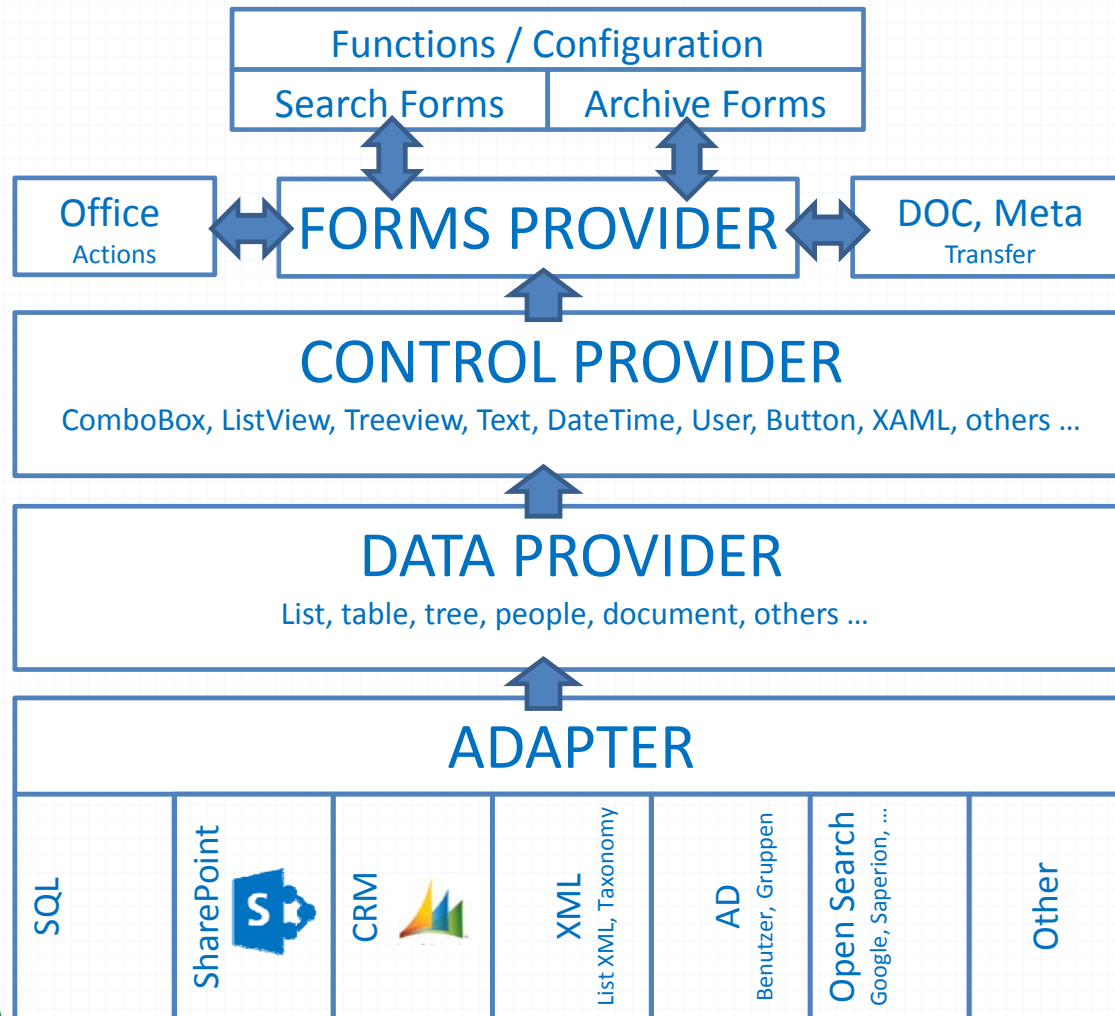 Functions / Configuration
Search Forms
Archive Forms
Office
Actions
FORMS PROVIDER
DOC, Meta
Transfer
CONTROL PROVIDER
ComboBox, ListView, Treeview, Text, DateTime, User, Button, XAML, others ...
DATA PROVIDER
List, table, tree, people, document, others ...
ADAPTER
SQL
SharePoint
S
CRM
XML
List XML, Taxonomy
AD
Benutzer, Gruppen
Open Search
Google, Saperion, ...
Other